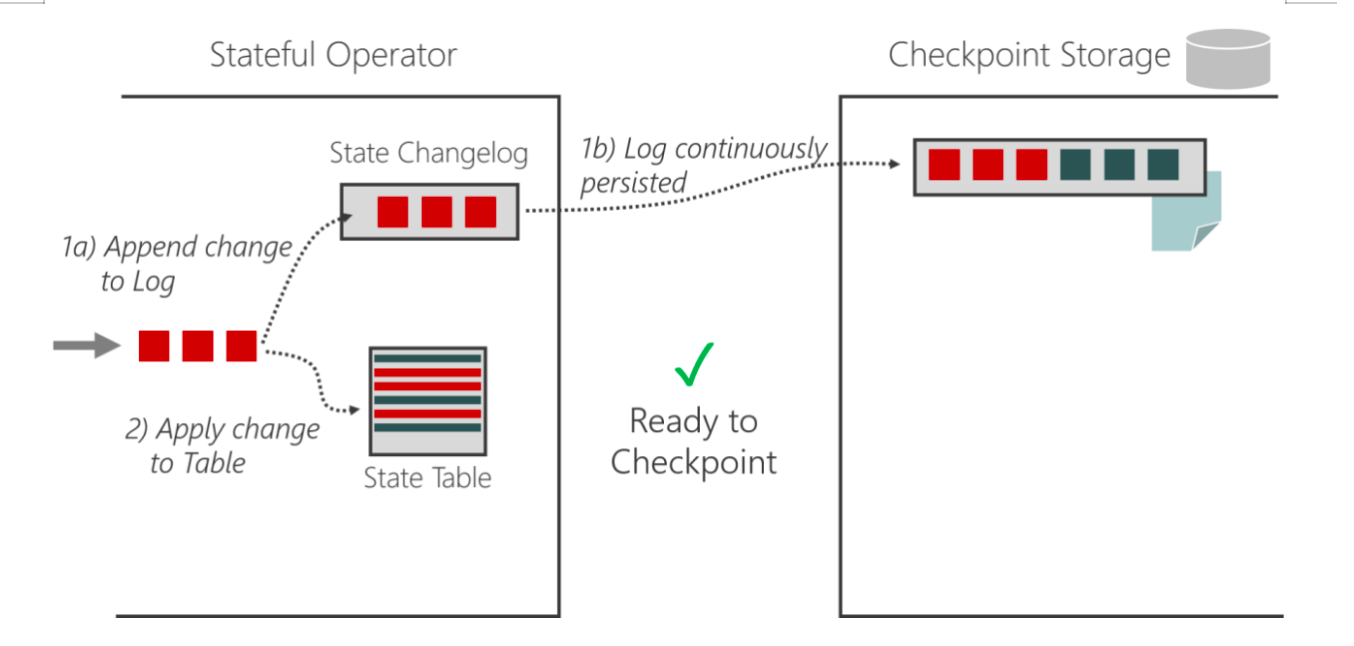 Stateful Operator
Checkpoint Storage
State Changelog
1b) Log continuously
persisted
1a) Append change
to Log
2) Apply change
to Table
State Table
Ready to
Checkpoint